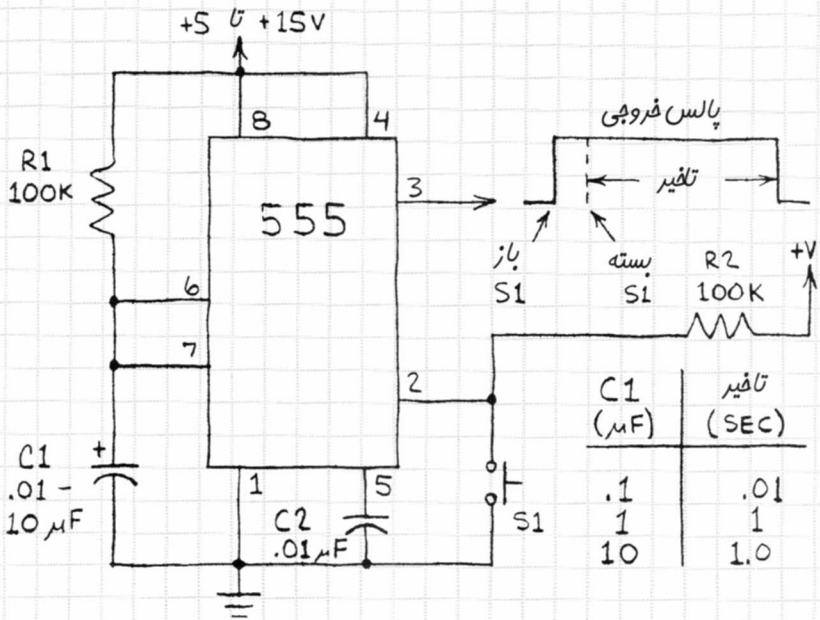 +5 تا +15V
8
4
پالس خروجی
R1
100K
3
تاخیر
555
باز
S1
بسته
S1
R2
100K
+V
6
7
2
C1
(μF)
تاخیر
(SEC)
.1
.01
1
1
10
1.0
C1
.01 -
10 μF
+
1
5
C2
.01 μF
S1